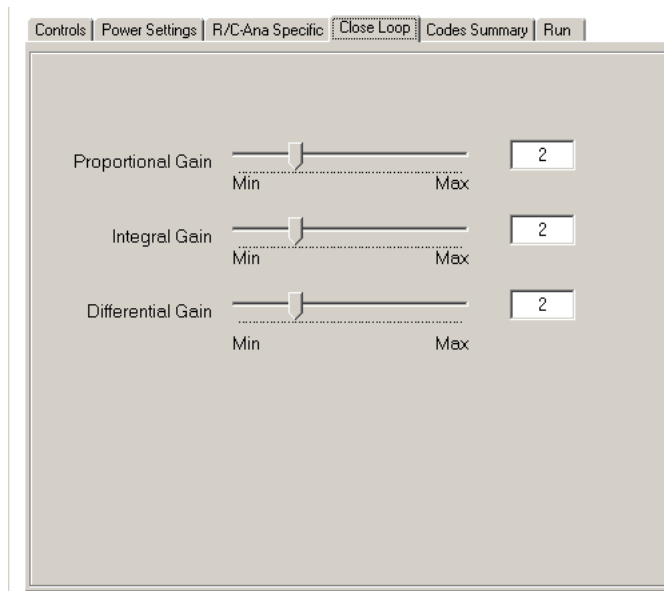 Controls Power Settings R/C-Ana Specific Close Loop Codes Summary Run
Proportional Gain 2
Min Max
Integral Gain 2
Min Max
Differential Gain 2
Min Max